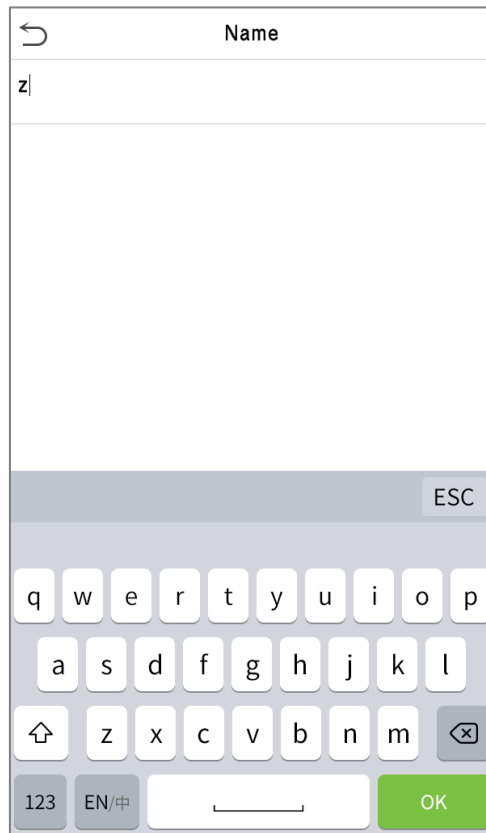 Name
z
ESC
q w e r t y u i o p
a s d f g h j k l
z x c v b n m
123 EN/中 OK